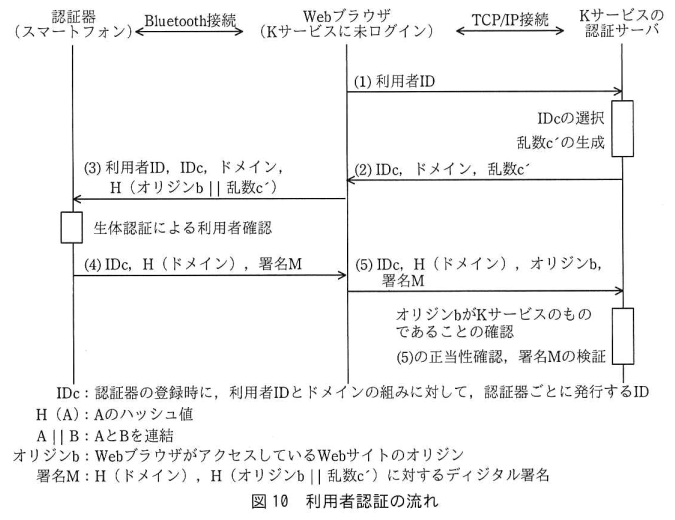 認証器
(スマートフォン)
Bluetooth接続
Webブラウザ
(Kサービスに未ログイン)
TCP/IP接続
Kサービスの
認証サーバ
(1) 利用者ID
IDcの選択
乱数c´の生成
(2) IDc,ドメイン,乱数c´
(3) 利用者ID,IDc,ドメイン,
H(オリジンb || 乱数c´)
生体認証による利用者確認
(4) IDc,H(ドメイン),署名M
(5) IDc,H(ドメイン),オリジンb,
署名M
オリジンbがKサービスのもの
であることの確認
(5)の正当性確認,署名Mの検証
IDc:認証器の登録時に,利用者IDとドメインの組みに対して,認証器ごとに発行するID
H(A):Aのハッシュ値
A || B:AとBを連結
オリジンb:WebブラウザがアクセスしているWebサイトのオリジン
署名M:H(ドメイン),H(オリジンb || 乱数c´)に対するディジタル署名
図10 利用者認証の流れ